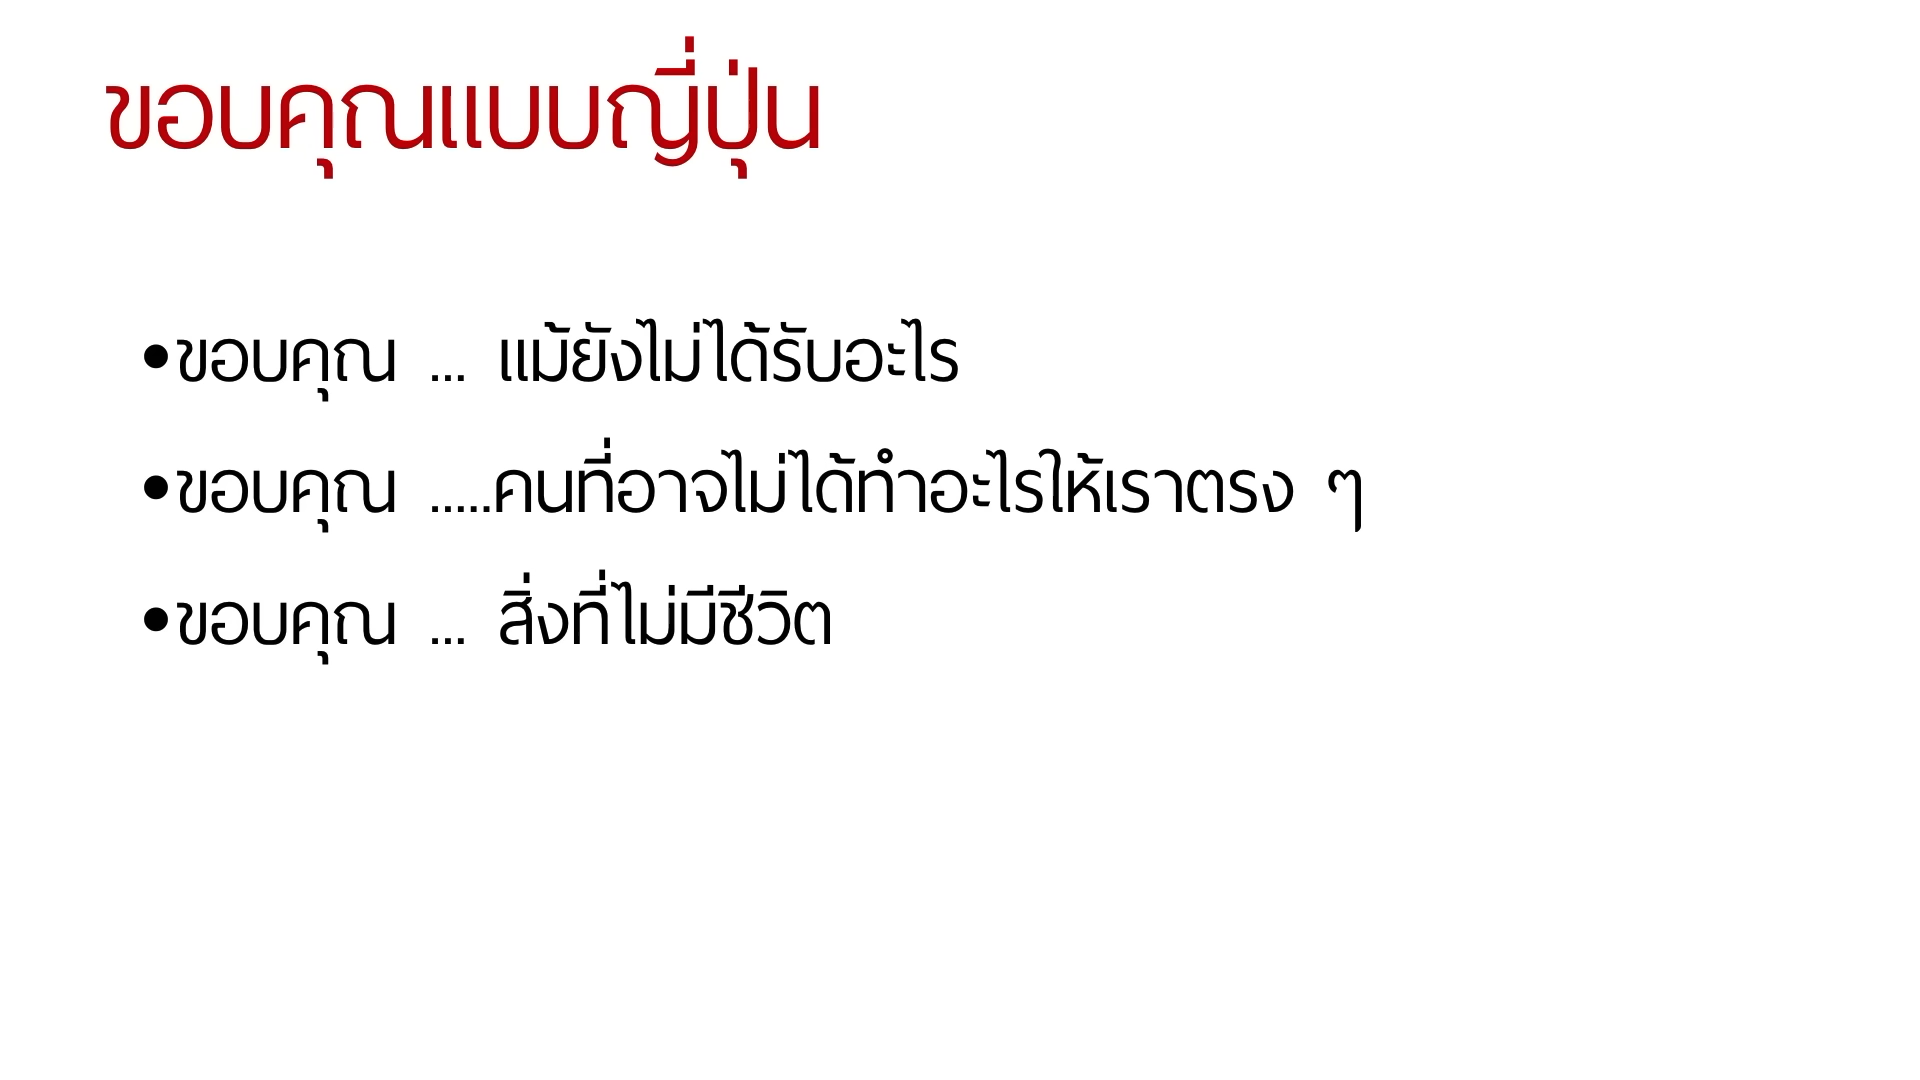 ขอบคุณแบบญี่ปุ่น
•ขอบคุณ ... แม้ยังไม่ได้รับอะไร
•ขอบคุณ .....คนที่อาจไม่ได้ทำอะไรให้เราตรง ๆ
•ขอบคุณ ... สิ่งที่ไม่มีชีวิต